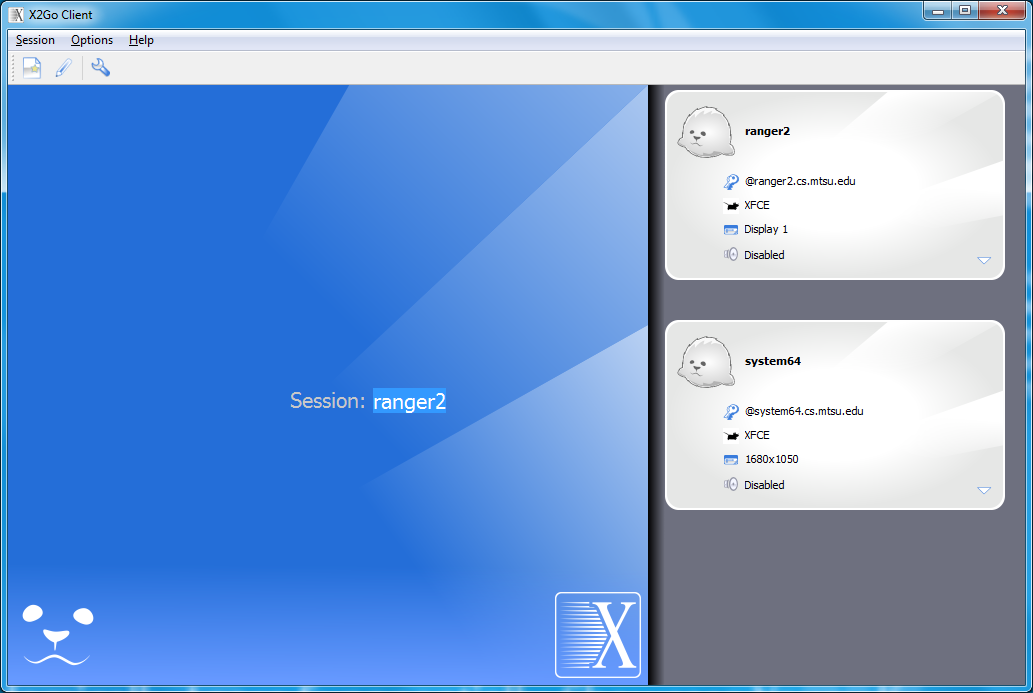 X2Go Client
Session Options Help
Session: ranger2
X
ranger2
@ranger2.cs.mtsu.edu
XFCE
Display 1
Disabled
system64
@system64.cs.mtsu.edu
XFCE
1680x1050
Disabled